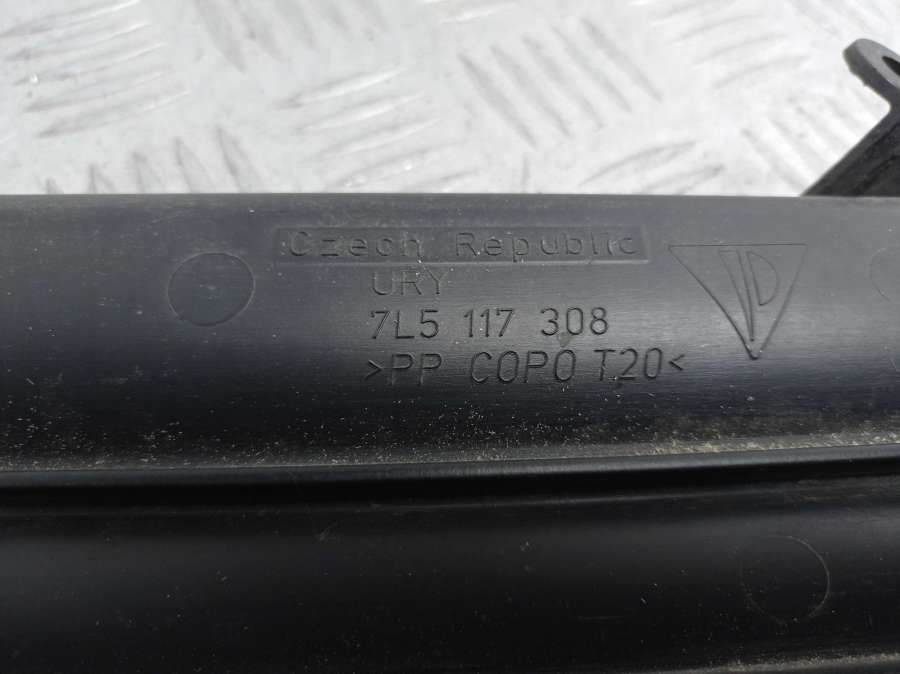 Czech Republic
URY
7L5 117 308
>PP COPO T20<